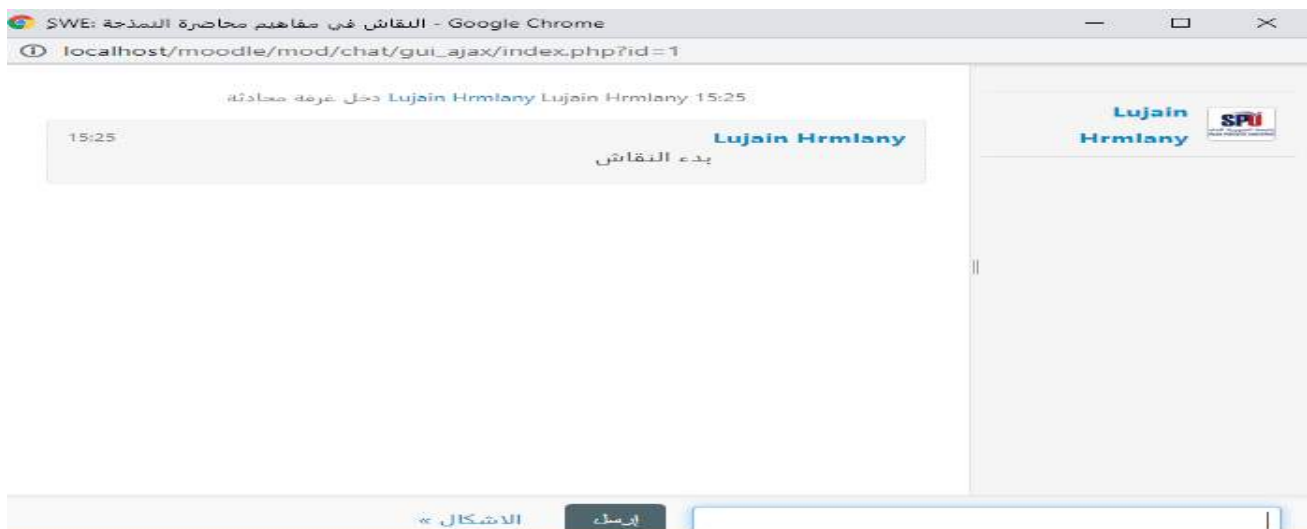 SWE: النقاش في مفاهيم محاضرة النمذجة - Google Chrome
localhost/moodle/mod/chat/gui_ajax/index.php?id=1
15:25 Lujain Hrmlany Lujain Hrmlany دخل غرفة محادثة
Lujain Hrmlany 15:25
بدء النقاش
Lujain
Hrmlany
SPU
إرسل الاشكال »